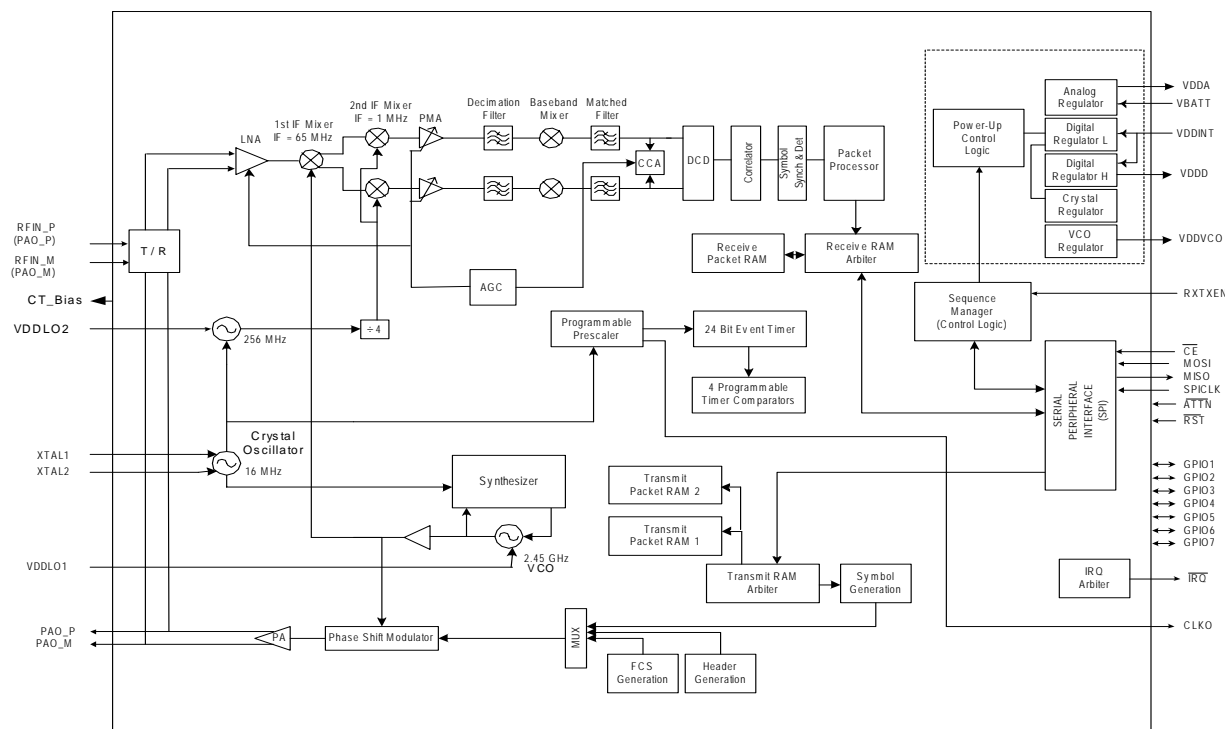 2nd IF Mixer
IF = 1 MHz
1st IF Mixer
IF = 65 MHz
LNA
PMA
Decimation
Filter
Baseband
Mixer
Matched
Filter
CCA
DCD
Correlator
Symbol
Synch & Det
Packet
Processor
Power-Up
Control
Logic
Analog
Regulator
Digital
Regulator L
Digital
Regulator H
Crystal
Regulator
VCO
Regulator
VDDA
VBATT
VDDINT
VDDD
VDDVCO
RFIN_P
(PAO_P)
RFIN_M
(PAO_M)
T / R
CT_Bias
VDDLO2
256 MHz
÷4
AGC
Receive
Packet RAM
Receive RAM
Arbiter
Sequence
Manager
(Control Logic)
RXTXEN
Programmable
Prescaler
24 Bit Event Timer
4 Programmable
Timer Comparators
SERIAL
PERIPHERAL
INTERFACE
(SPI)
CE
MOSI
MISO
SPICLK
ATTN
RST
XTAL1
XTAL2
Crystal
Oscillator
16 MHz
Synthesizer
2.45 GHz
VCO
VDDLO1
Transmit
Packet RAM 2
Transmit
Packet RAM 1
Transmit RAM
Arbiter
Symbol
Generation
GPIO1
GPIO2
GPIO3
GPIO4
GPIO5
GPIO6
GPIO7
IRQ
Arbiter
IRQ
PAO_P
PAO_M
PA
Phase Shift Modulator
MUX
FCS
Generation
Header
Generation
CLKO